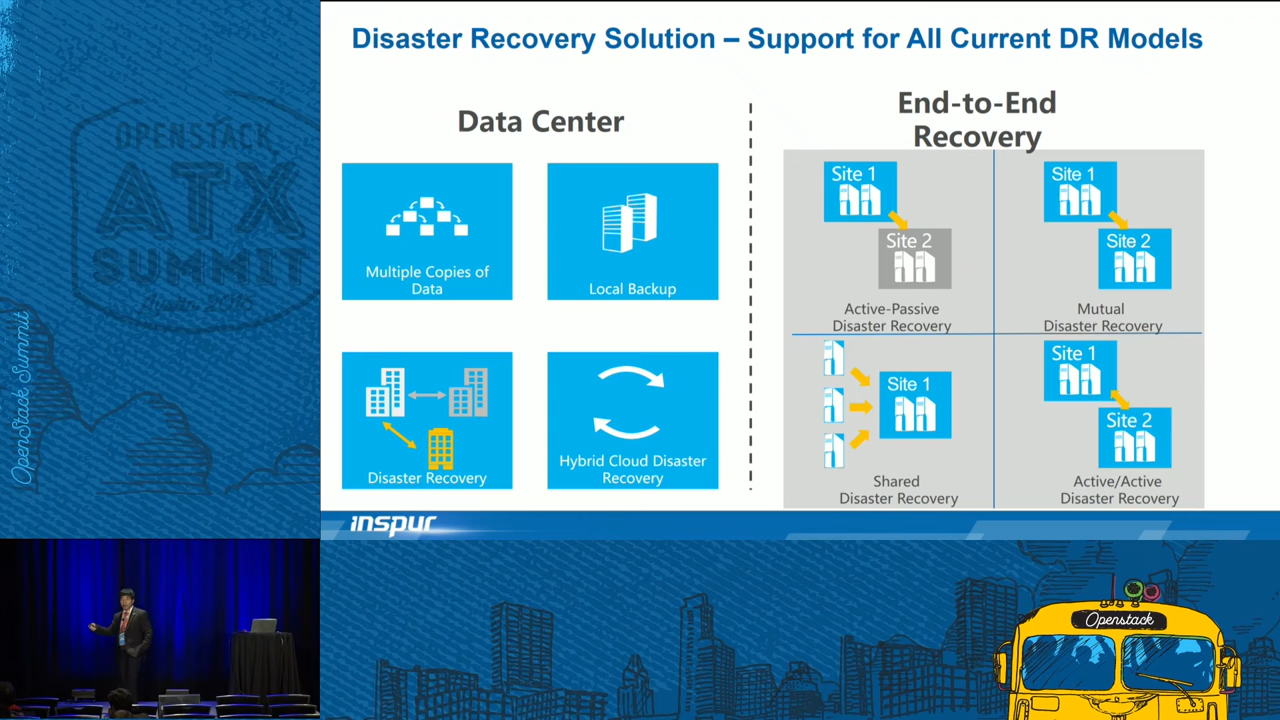 Disaster Recovery Solution – Support for All Current DR Models
Data Center
Multiple Copies of
Data
Local Backup
Disaster Recovery
Hybrid Cloud Disaster
Recovery
End-to-End
Recovery
Site 1
Site 2
Active-Passive
Disaster Recovery
Site 1
Site 2
Mutual
Disaster Recovery
Site 1
Shared
Disaster Recovery
Site 1
Site 2
Active/Active
Disaster Recovery
inspur
OPENSTACK
ATX
SUMMIT
OpenStack Summit
Openstack